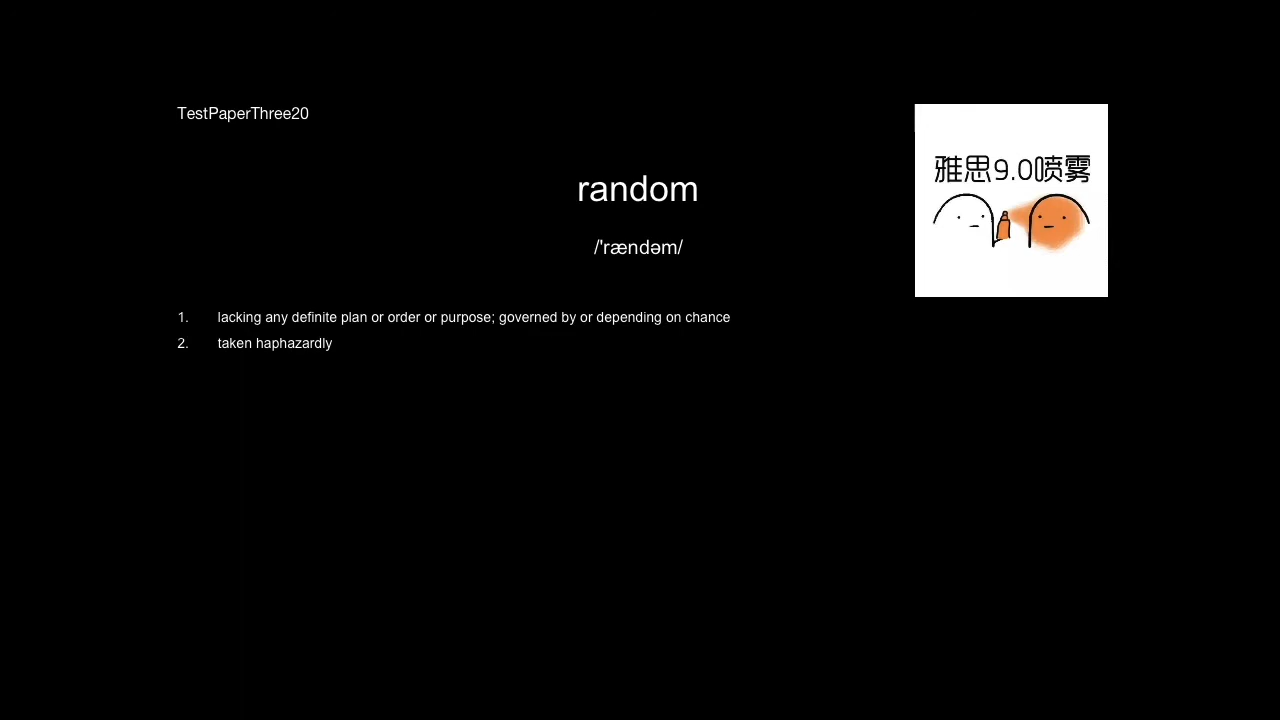 TestPaperThree20
雅思9.0喷雾
random
/'rændəm/
1. lacking any definite plan or order or purpose; governed by or depending on chance
2. taken haphazardly